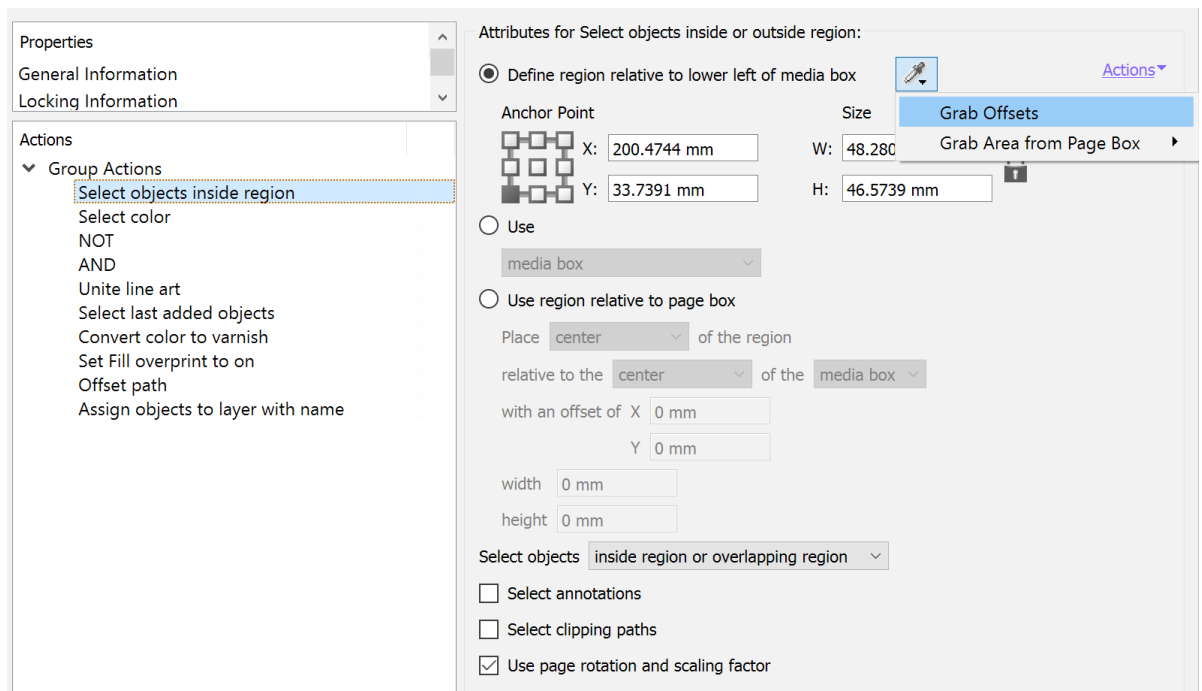 Properties
General Information
Locking Information
Actions
Group Actions
Select objects inside region
Select color
NOT
AND
Unite line art
Select last added objects
Convert color to varnish
Set Fill overprint to on
Offset path
Assign objects to layer with name
Attributes for Select objects inside or outside region:
Define region relative to lower left of media box
Actions
Grab Offsets
Grab Area from Page Box
Anchor Point
Size
X: 200.4744 mm
W: 48.280
Y: 33.7391 mm
H: 46.5739 mm
Use
media box
Use region relative to page box
Place center of the region
relative to the center of the media box
with an offset of X 0 mm
Y 0 mm
width 0 mm
height 0 mm
Select objects inside region or overlapping region
Select annotations
Select clipping paths
Use page rotation and scaling factor